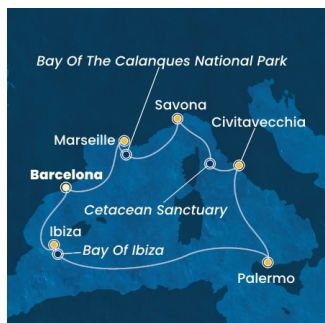 Bay Of The Calanques National Park
Savona
Marseille
Civitavecchia
Barcelona
Cetacean Sanctuary
Ibiza
Bay Of Ibiza
Palermo